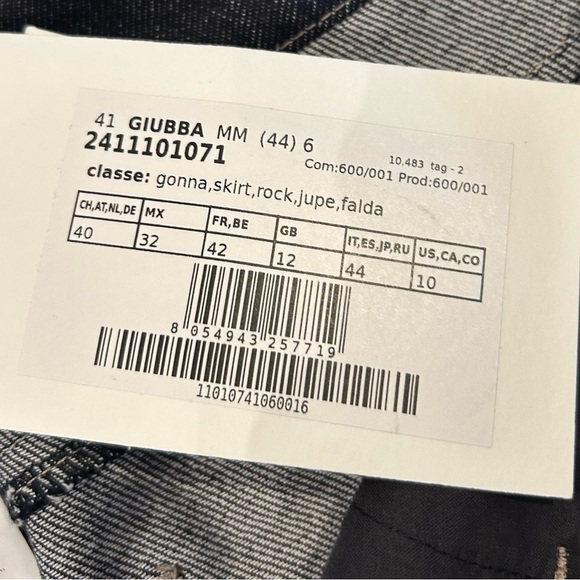 41 GIUBBA MM (44) 6
2411101071
10.483 tag - 2
Com:600/001 Prod:600/001
classe: gonna,skirt,rock,jupe,falda
CH,AT,NL,DE MX FR,BE GB IT,ES,JP,RU US,CA,CO
40 32 42 12 44 10
8 054943 257719
11010741060016